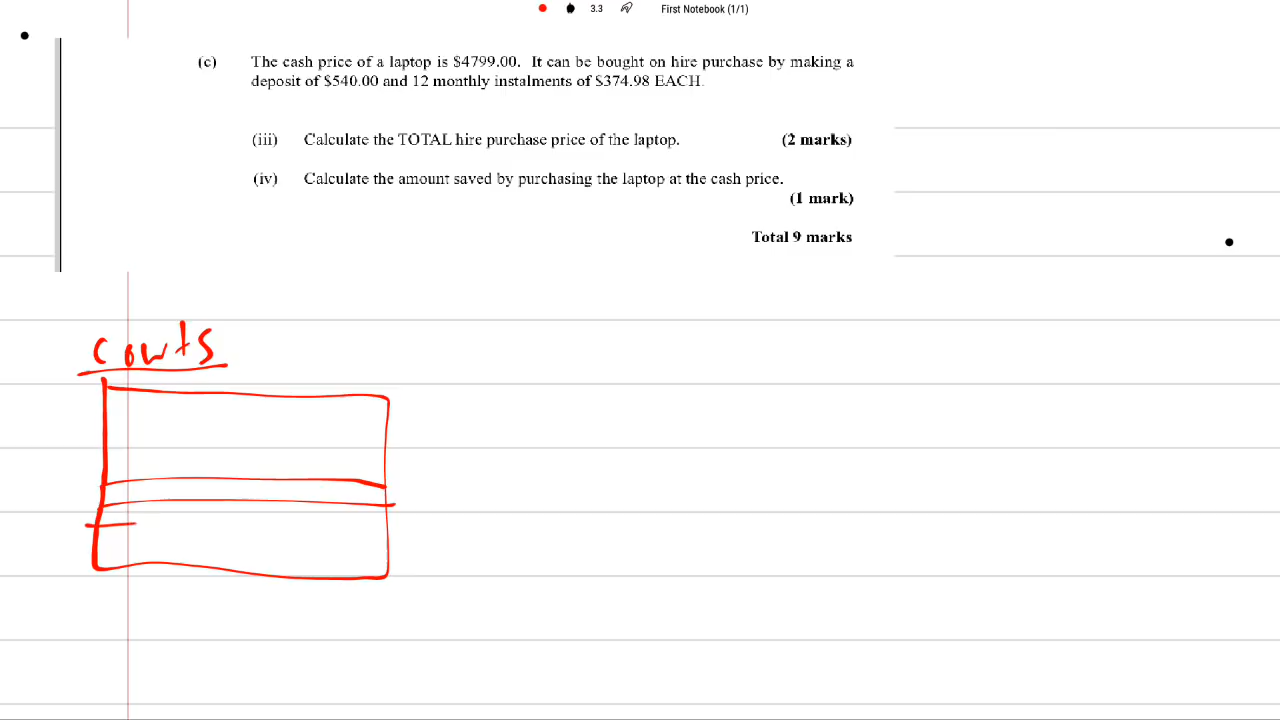 3.3 First Notebook (1/1)
(c) The cash price of a laptop is $4799.00. It can be bought on hire purchase by making a
deposit of $540.00 and 12 monthly instalments of $374.98 EACH.
(iii) Calculate the TOTAL hire purchase price of the laptop. (2 marks)
(iv) Calculate the amount saved by purchasing the laptop at the cash price.
(1 mark)
Total 9 marks
Cowts